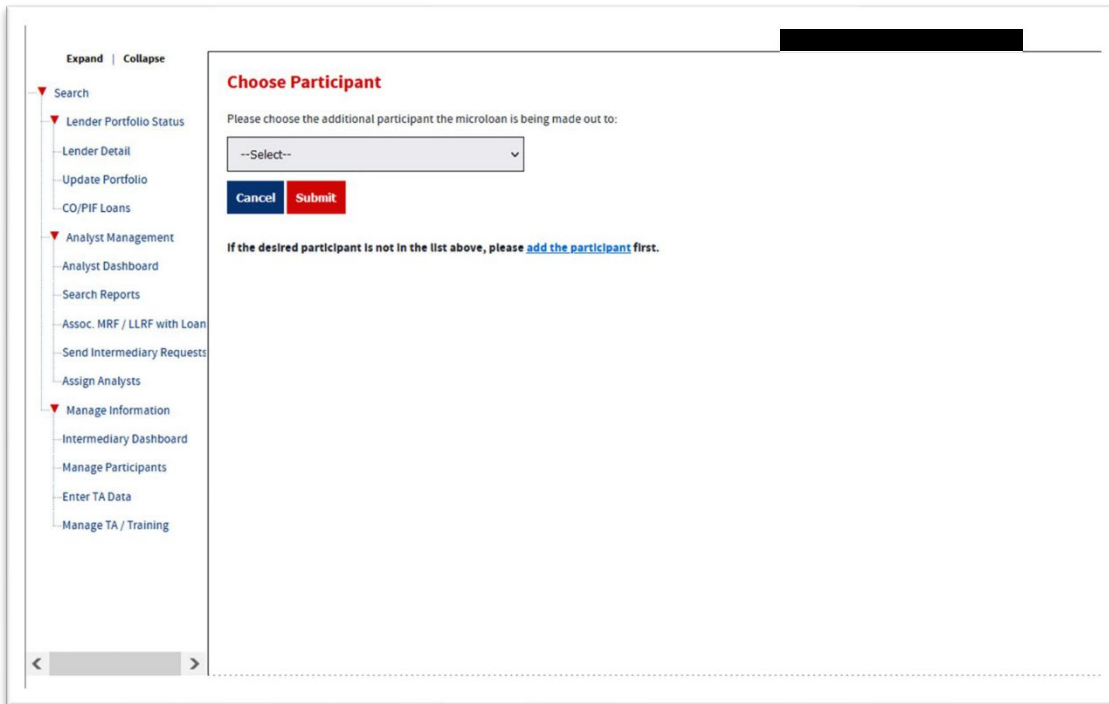 Expand | Collapse
Search
Lender Portfolio Status
Lender Detail
Update Portfolio
CO/PIF Loans
Analyst Management
Analyst Dashboard
Search Reports
Assoc. MRF / LLRF with Loan
Send Intermediary Requests
Assign Analysts
Manage Information
Intermediary Dashboard
Manage Participants
Enter TA Data
Manage TA / Training
Choose Participant
Please choose the additional participant the microloan is being made out to:
--Select--
Cancel Submit
If the desired participant is not in the list above, please add the participant first.